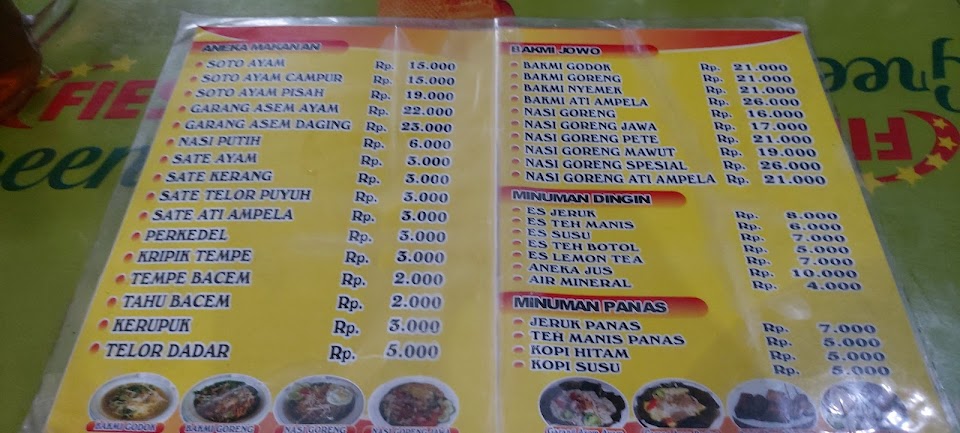 ANEKA MAKANAN
SOTO AYAM Rp. 15.000
SOTO AYAM CAMPUR Rp. 15.000
SOTO AYAM PISAH Rp. 19.000
GARANG ASEM AYAM Rp. 22.000
GARANG ASEM DAGING Rp. 23.000
NASI PUTIH Rp. 6.000
SATE AYAM Rp. 3.000
SATE KERANG Rp. 3.000
SATE TELOR PUYUH Rp. 3.000
SATE ATI AMPELA Rp. 3.000
PERKEDEL Rp. 3.000
KRIPIK TEMPE Rp. 3.000
TEMPE BACEM Rp. 2.000
TAHU BACEM Rp. 2.000
KERUPUK Rp. 3.000
TELOR DADAR Rp. 5.000
BAKMI GODOK
BAKMI GORENG
NASI GORENG
NASI GORENG JAWA
BAKMI JOWO
BAKMI GODOK Rp. 21.000
BAKMI GORENG Rp. 21.000
BAKMI NYEMEK Rp. 21.000
BAKMI ATI AMPELA Rp. 26.000
NASI GORENG Rp. 16.000
NASI GORENG JAWA Rp. 17.000
NASI GORENG PETE Rp. 21.000
NASI GORENG MAWUT Rp. 19.000
NASI GORENG SPESIAL Rp. 26.000
NASI GORENG ATI AMPELA Rp. 21.000
MINUMAN DINGIN
ES JERUK Rp. 8.000
ES TEH MANIS Rp. 6.000
ES SUSU Rp. 7.000
ES TEH BOTOL Rp. 5.000
ES LEMON TEA Rp. 7.000
ANEKA JUS Rp. 10.000
AIR MINERAL Rp. 4.000
MINUMAN PANAS
JERUK PANAS Rp. 7.000
TEH MANIS PANAS Rp. 5.000
KOPI HITAM Rp. 5.000
KOPI SUSU Rp. 5.000